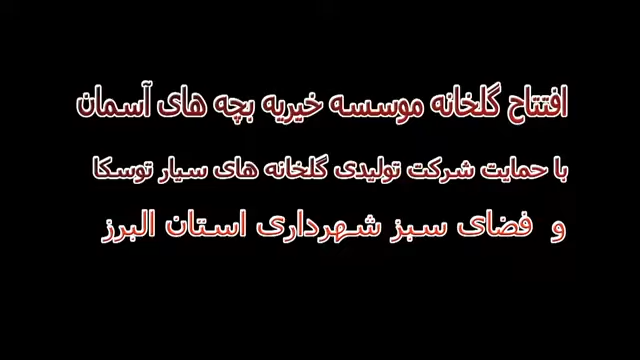 افتتاح گلخانه موسسه خیریه بچه های آسمان
با حمایت شرکت تولیدی گلخانه های سیار توسکا
و فضای سبز شهرداری استان البرز